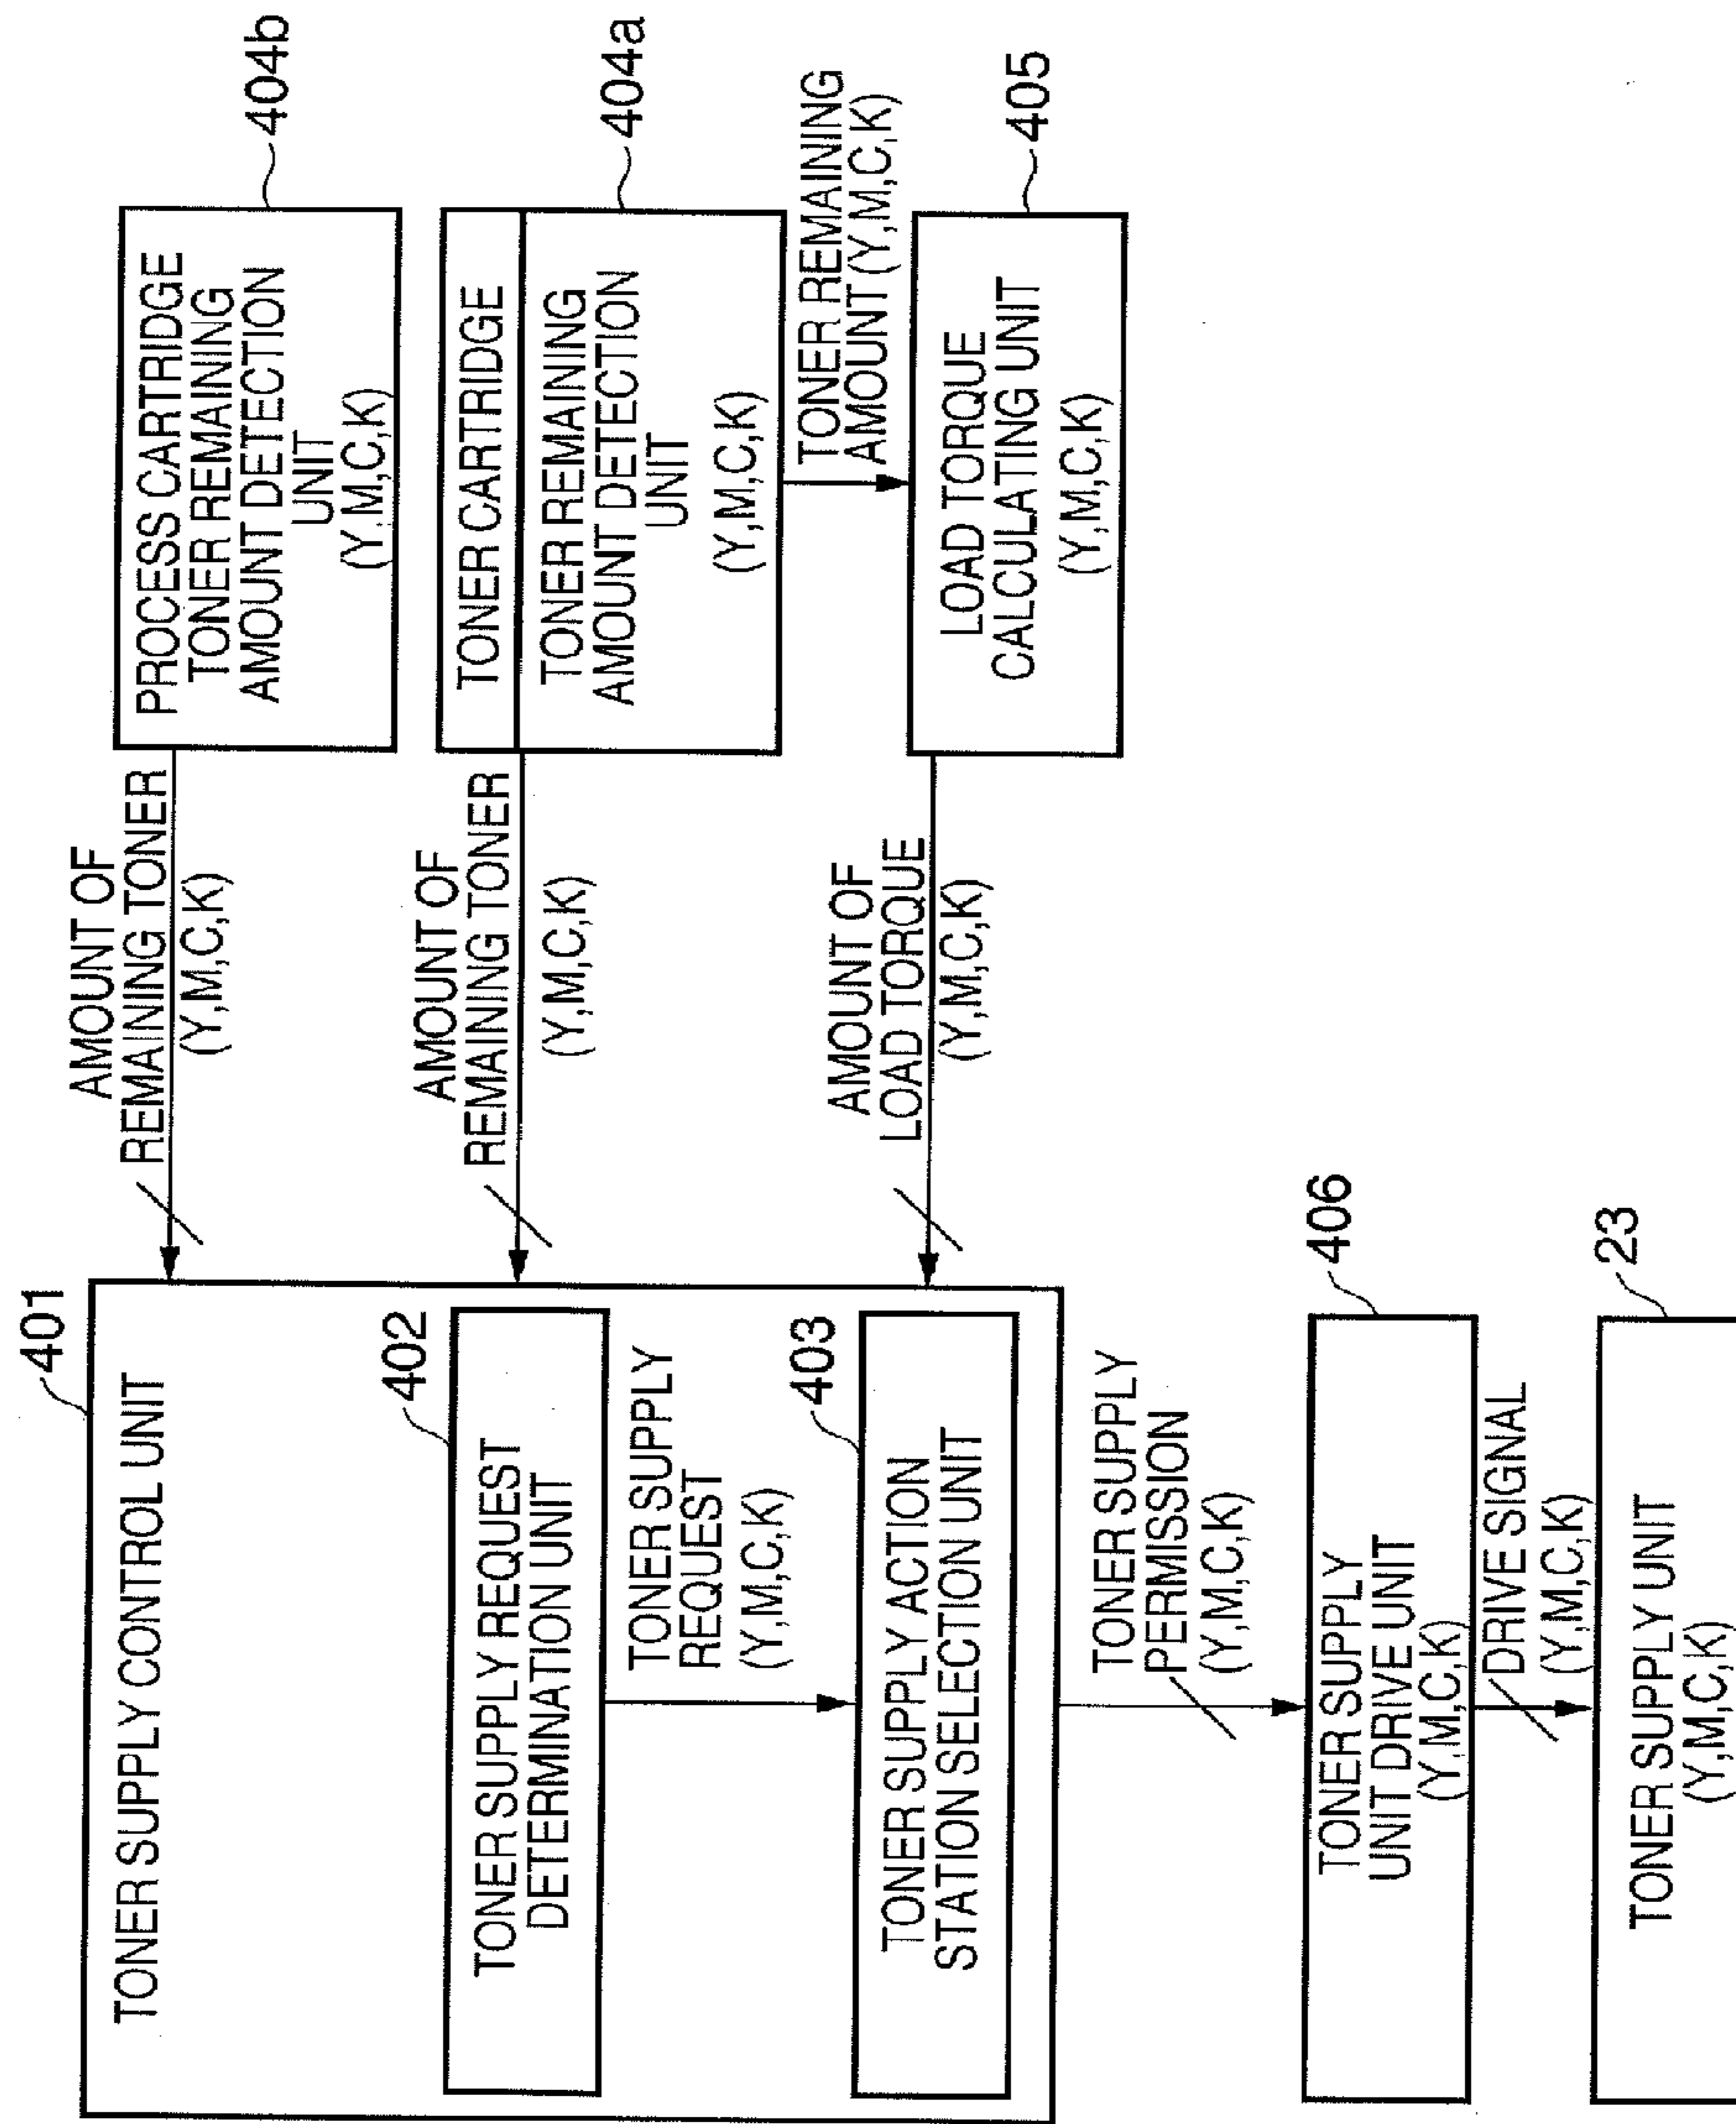 401
TONER SUPPLY CONTROL UNIT
402
TONER SUPPLY REQUEST
DETERMINATION UNIT
TONER SUPPLY
REQUEST
(Y,M,C,K)
403
TONER SUPPLY ACTION
STATION SELECTION UNIT
AMOUNT OF
REMAINING TONER
(Y,M,C,K)
PROCESS CARTRIDGE
TONER REMAINING
AMOUNT DETECTION
UNIT
(Y,M,C,K)
404b
AMOUNT OF
REMAINING TONER
(Y,M,C,K)
TONER CARTRIDGE
TONER REMAINING
AMOUNT DETECTION
UNIT
(Y,M,C,K)
404a
TONER REMAINING
AMOUNT (Y,M,C,K)
AMOUNT OF
LOAD TORQUE
(Y,M,C,K)
LOAD TORQUE
CALCULATING UNIT
(Y,M,C,K)
405
TONER SUPPLY
PERMISSION
(Y,M,C,K)
406
TONER SUPPLY
UNIT DRIVE UNIT
(Y,M,C,K)
DRIVE SIGNAL
(Y,M,C,K)
23
TONER SUPPLY UNIT
(Y,M,C,K)